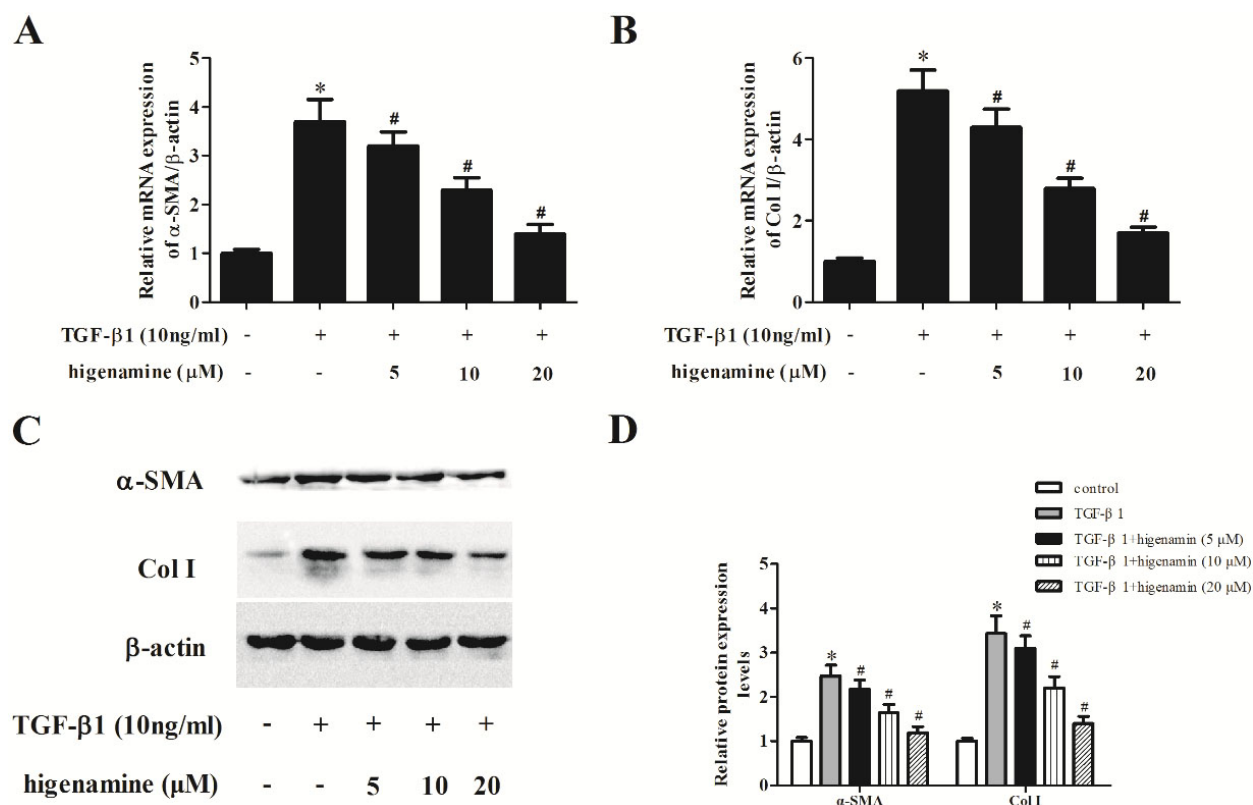 A
Relative mRNA expression
of α-SMA/β-actin
5
4
3
2
1
0
*
#
#
#
TGF-β1 (10ng/ml) - + + + +
higenamine (μM) - - 5 10 20
B
Relative mRNA expression
of Col I/β-actin
6
4
2
0
*
#
#
#
TGF-β1 (10ng/ml) - + + + +
higenamine (μM) - - 5 10 20
C
α-SMA
Col I
β-actin
TGF-β1 (10ng/ml) - + + + +
higenamine (μM) - - 5 10 20
D
control
TGF-β 1
TGF-β 1+higenamin (5 μM)
TGF-β 1+higenamin (10 μM)
TGF-β 1+higenamin (20 μM)
Relative protein expression
levels
5
4
3
2
1
0
*
#
#
#
*
#
#
#
α-SMA Col I